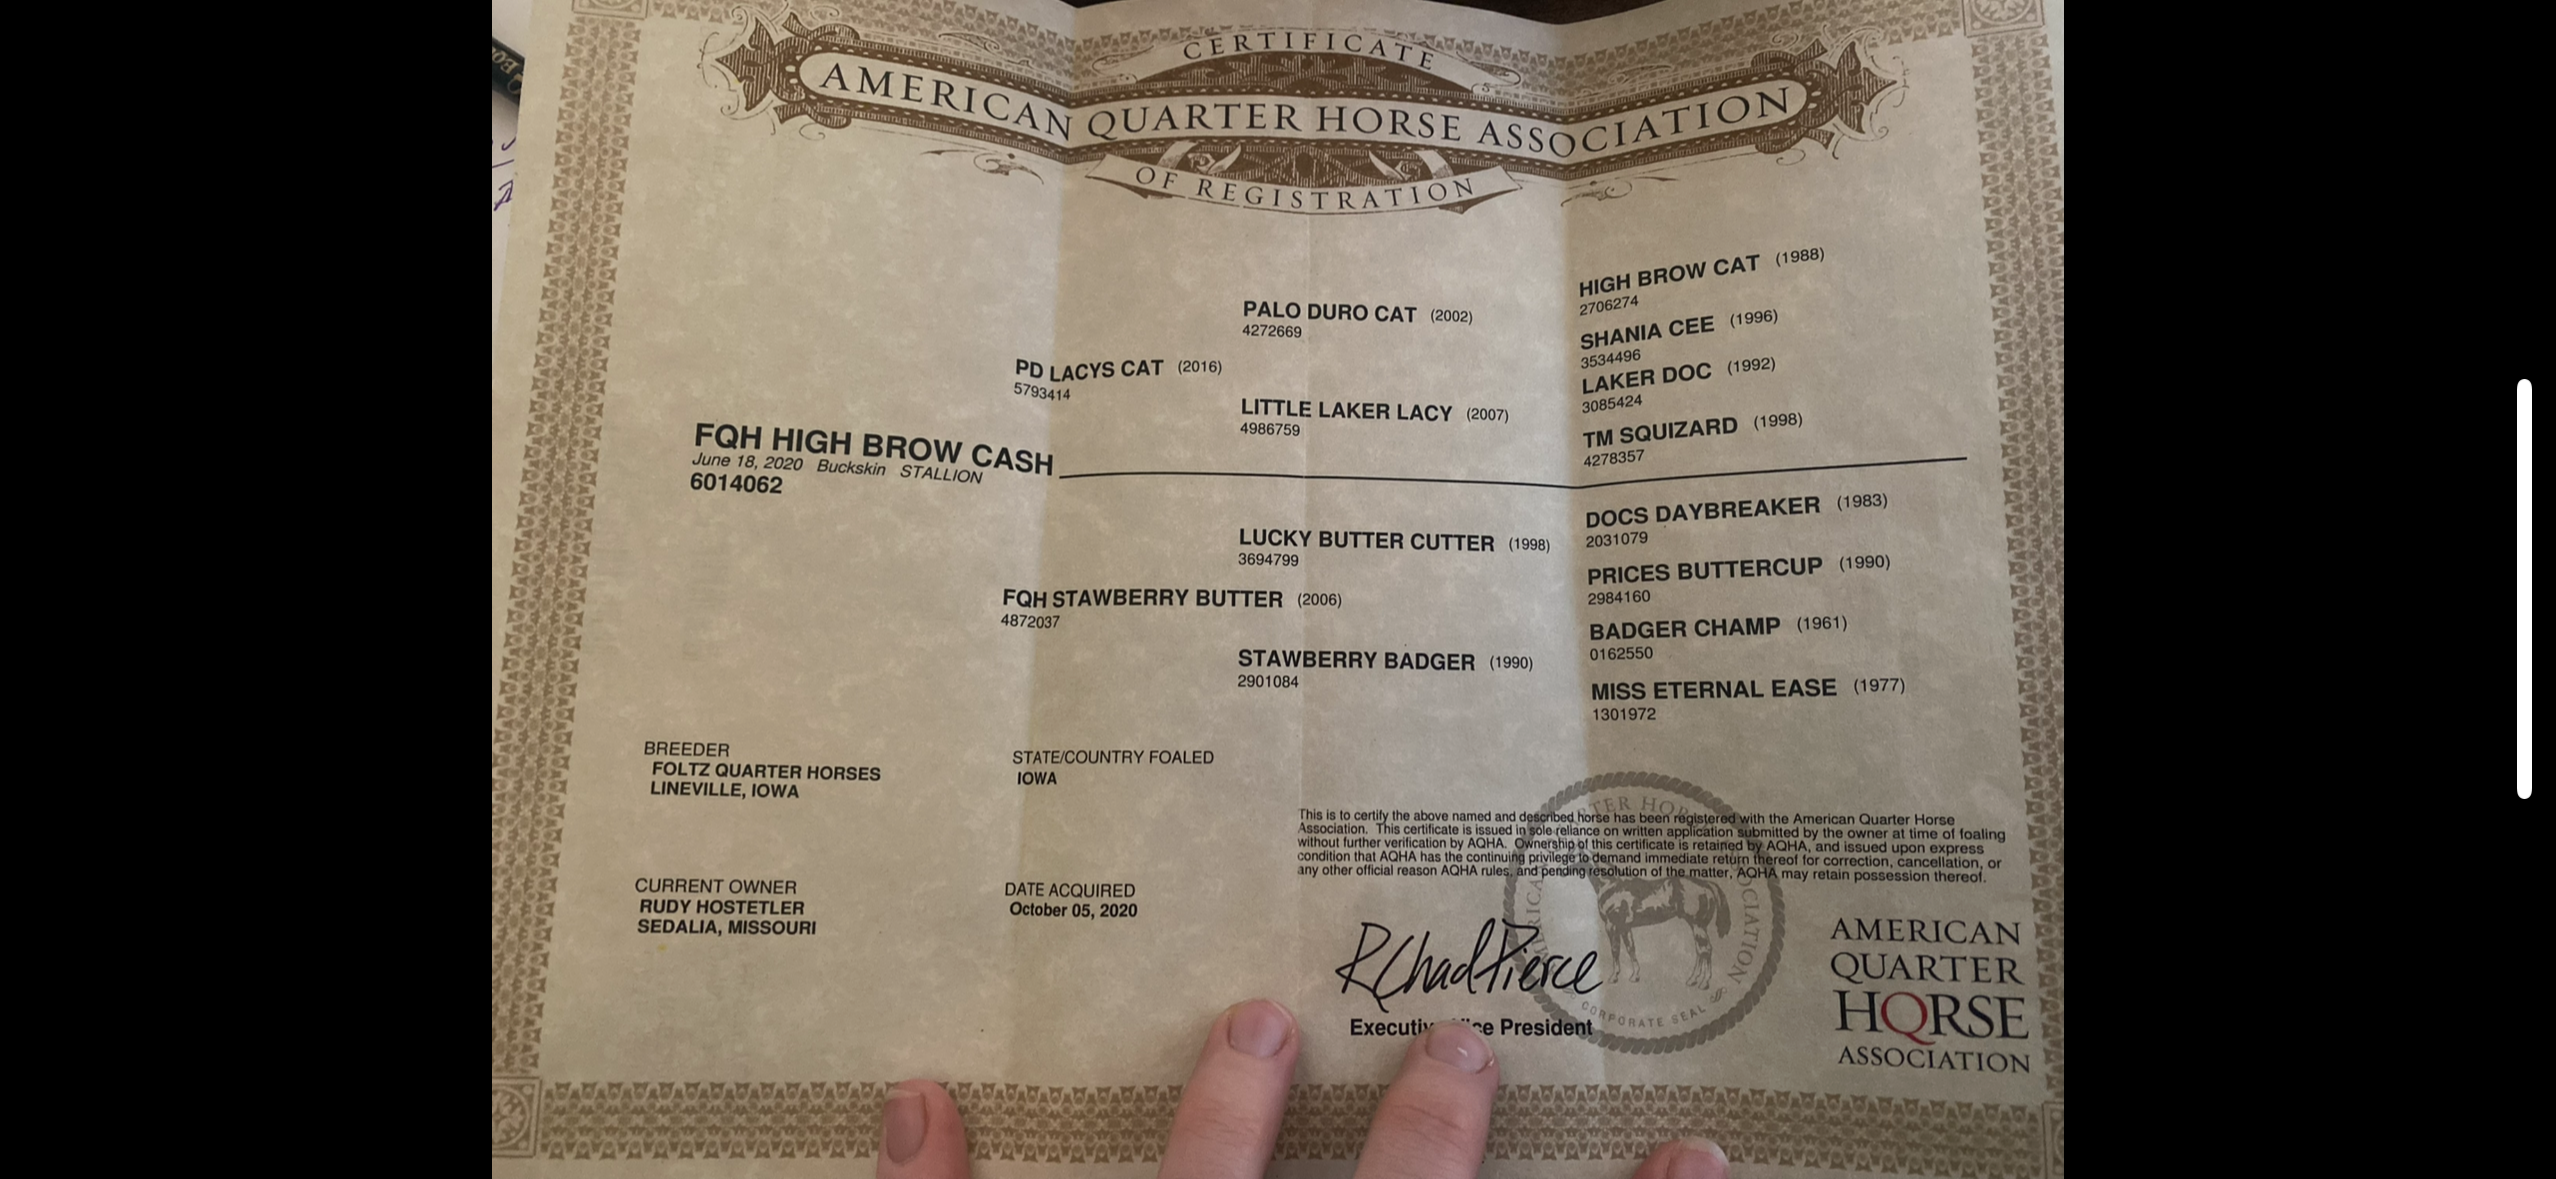 CERTIFICATE
AMERICAN QUARTER HORSE ASSOCIATION
OF REGISTRATION
HIGH BROW CAT (1988)
2706274
PALO DURO CAT (2002)
4272669
SHANIA CEE (1996)
3534496
PD LACYS CAT (2016)
5793414
LAKER DOC (1992)
3085424
LITTLE LAKER LACY (2007)
4986759
TM SQUIZARD (1998)
4278357
FQH HIGH BROW CASH
June 18, 2020 Buckskin STALLION
6014062
DOCS DAYBREAKER (1983)
2031079
LUCKY BUTTER CUTTER (1998)
3694799
PRICES BUTTERCUP (1990)
2984160
FQH STAWBERRY BUTTER (2006)
4872037
BADGER CHAMP (1961)
0162550
STAWBERRY BADGER (1990)
2901084
MISS ETERNAL EASE (1977)
1301972
BREEDER
FOLTZ QUARTER HORSES
LINEVILLE, IOWA
STATE/COUNTRY FOALED
IOWA
This is to certify the above named and described horse has been registered with the American Quarter Horse
Association. This certificate is issued in sole reliance on written application submitted by the owner at time of foaling
without further verification by AQHA. Ownership of this certificate is retained by AQHA, and issued upon express
condition that AQHA has the continuing privilege to demand immediate return thereof for correction, cancellation, or
any other official reason AQHA rules, and pending resolution of the matter, AQHA may retain possession thereof.
CURRENT OWNER
RUDY HOSTETLER
SEDALIA, MISSOURI
DATE ACQUIRED
October 05, 2020
R Chad Pierce
Executive Vice President
CORPORATE SEAL
AMERICAN
QUARTER
HORSE
ASSOCIATION